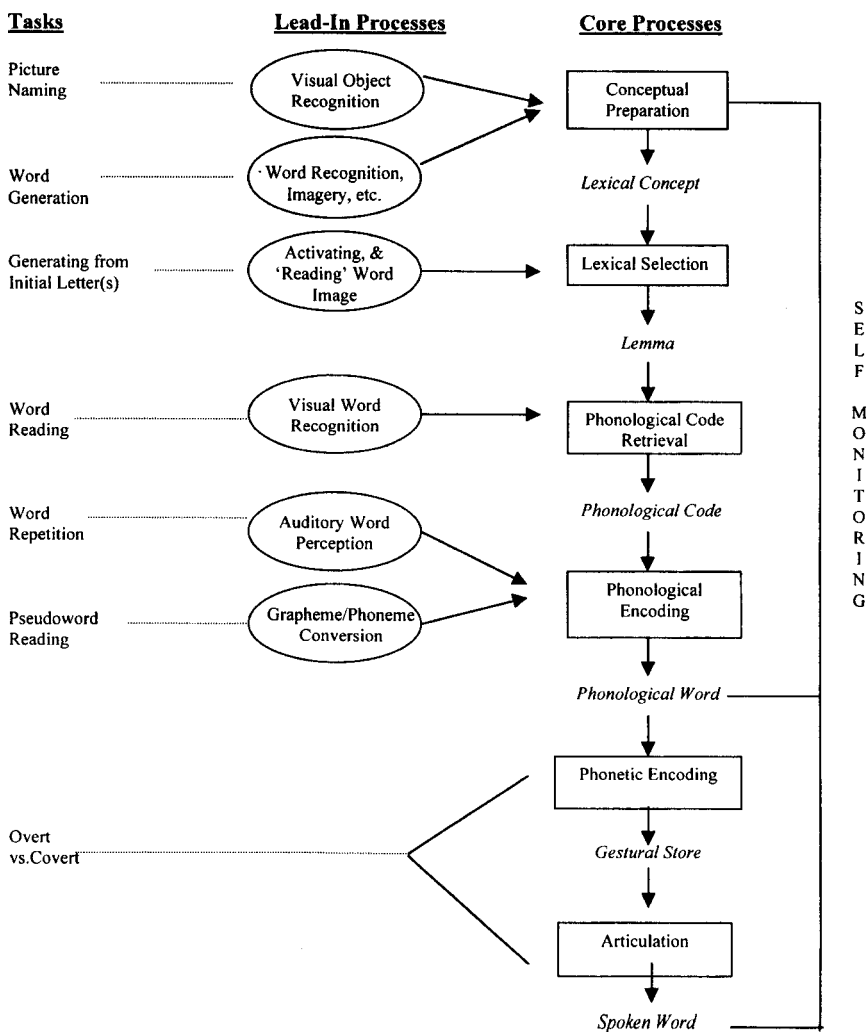 Tasks
Lead-In Processes
Core Processes
Picture
Naming
Visual Object
Recognition
Conceptual
Preparation
Word
Generation
Word Recognition,
Imagery, etc.
Lexical Concept
Generating from
Initial Letter(s)
Activating, &
‘Reading’ Word
Image
Lexical Selection
Lemma
Word
Reading
Visual Word
Recognition
Phonological Code
Retrieval
Word
Repetition
Auditory Word
Perception
Phonological Code
Pseudoword
Reading
Grapheme/Phoneme
Conversion
Phonological
Encoding
Phonological Word
Phonetic Encoding
Overt
vs.Covert
Gestural Store
Articulation
Spoken Word
SELF MONITORING